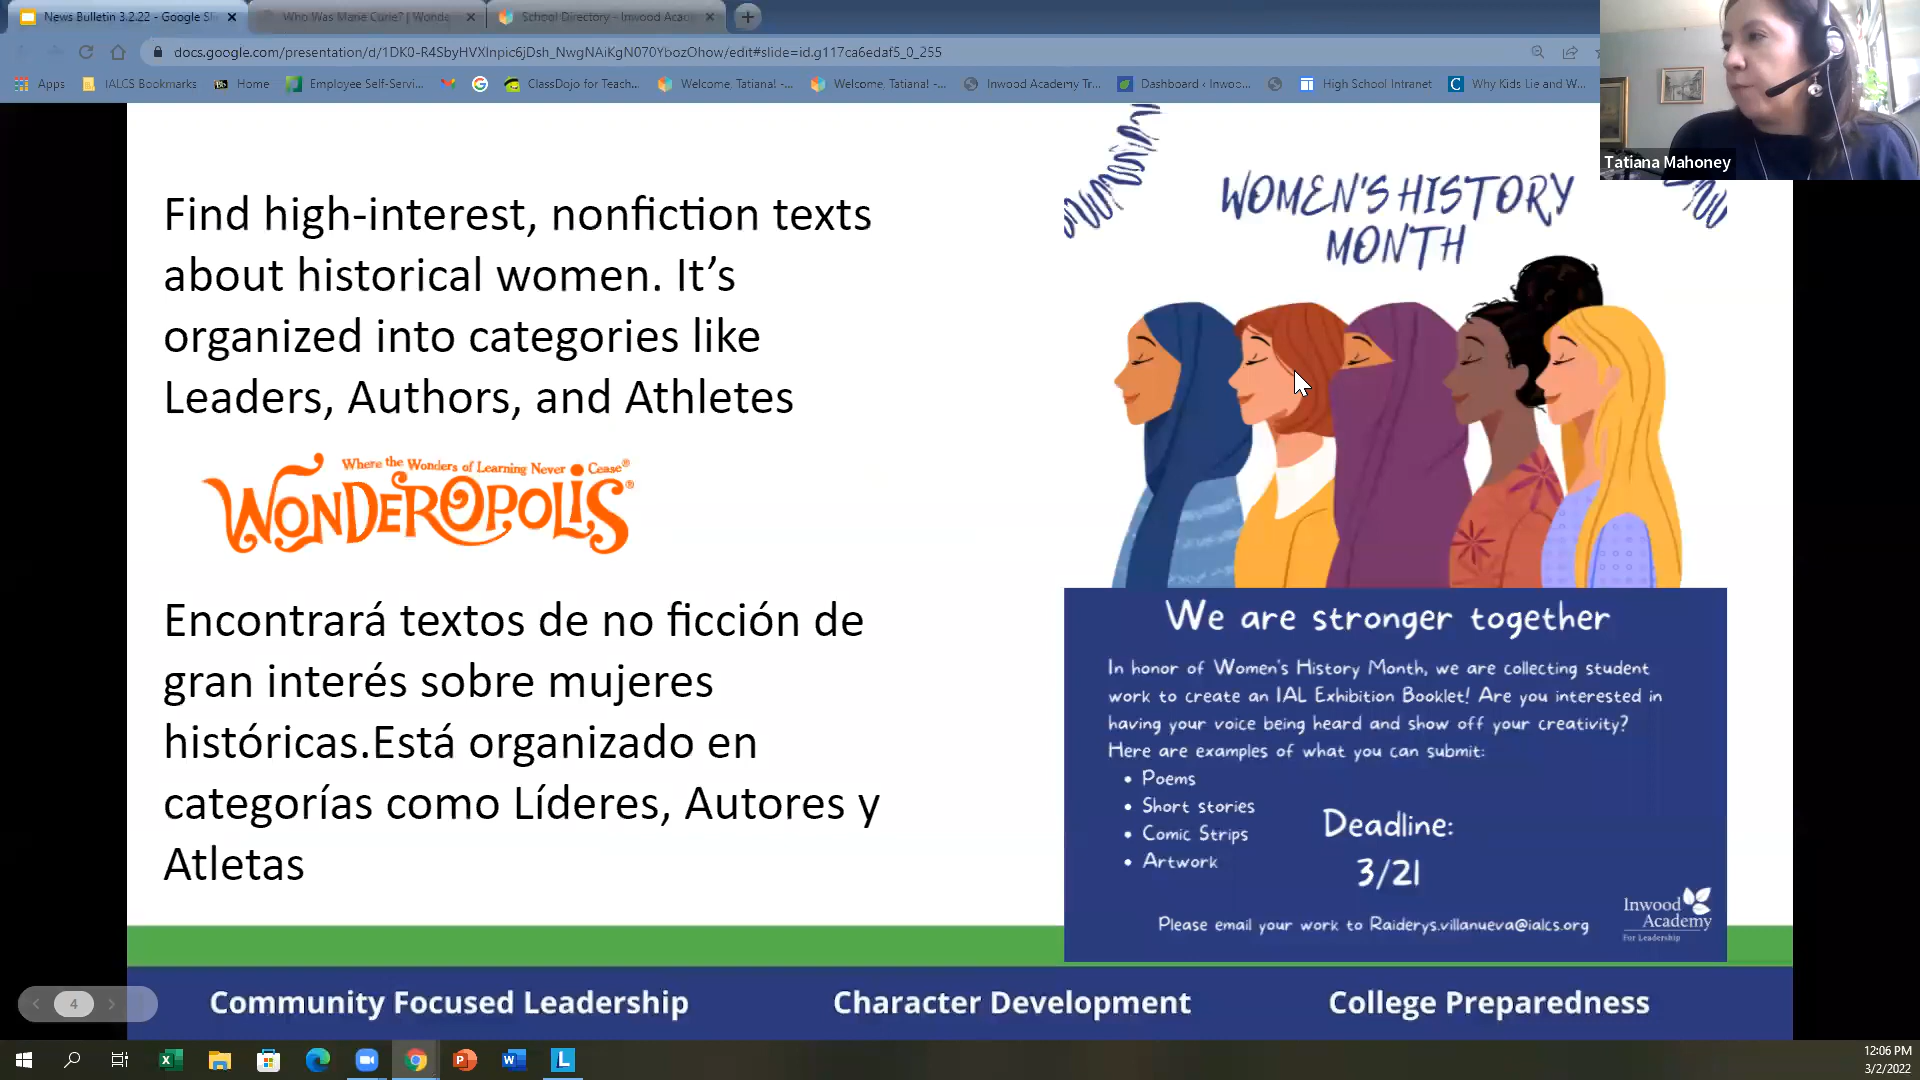 News Bulletin 3.2.22 - Google Sli
Who Was Marie Curie? | Wonde
School Directory - Inwood Acad
docs.google.com/presentation/d/1DK0-R4SbyHVXInpic6jDsh_NwgNAiKgN070YbozOhow/edit#slide=id.g117ca6edaf5_0_255
Apps
IALCS Bookmarks
Home
Employee Self-Servi...
ClassDojo for Teach...
Welcome, Tatiana! -...
Welcome, Tatiana! -...
Inwood Academy Tr...
Dashboard ‹ Inwoo...
High School Intranet
Why Kids Lie and W...
Tatiana Mahoney
Find high-interest, nonfiction texts
about historical women. It’s
organized into categories like
Leaders, Authors, and Athletes
Where the Wonders of Learning Never Cease®
WONDEROPOLIS®
Encontrará textos de no ficción de
gran interés sobre mujeres
históricas.Está organizado en
categorías como Líderes, Autores y
Atletas
WOMEN'S HISTORY
MONTH
We are stronger together
In honor of Women's History Month, we are collecting student
work to create an IAL Exhibition Booklet! Are you interested in
having your voice being heard and show off your creativity?
Here are examples of what you can submit:
• Poems
• Short stories
• Comic Strips
• Artwork
Deadline:
3/21
Please email your work to Raiderys.villanueva@ialcs.org
Inwood
Academy
For Leadership
Community Focused Leadership
Character Development
College Preparedness
4
12:06 PM
3/2/2022